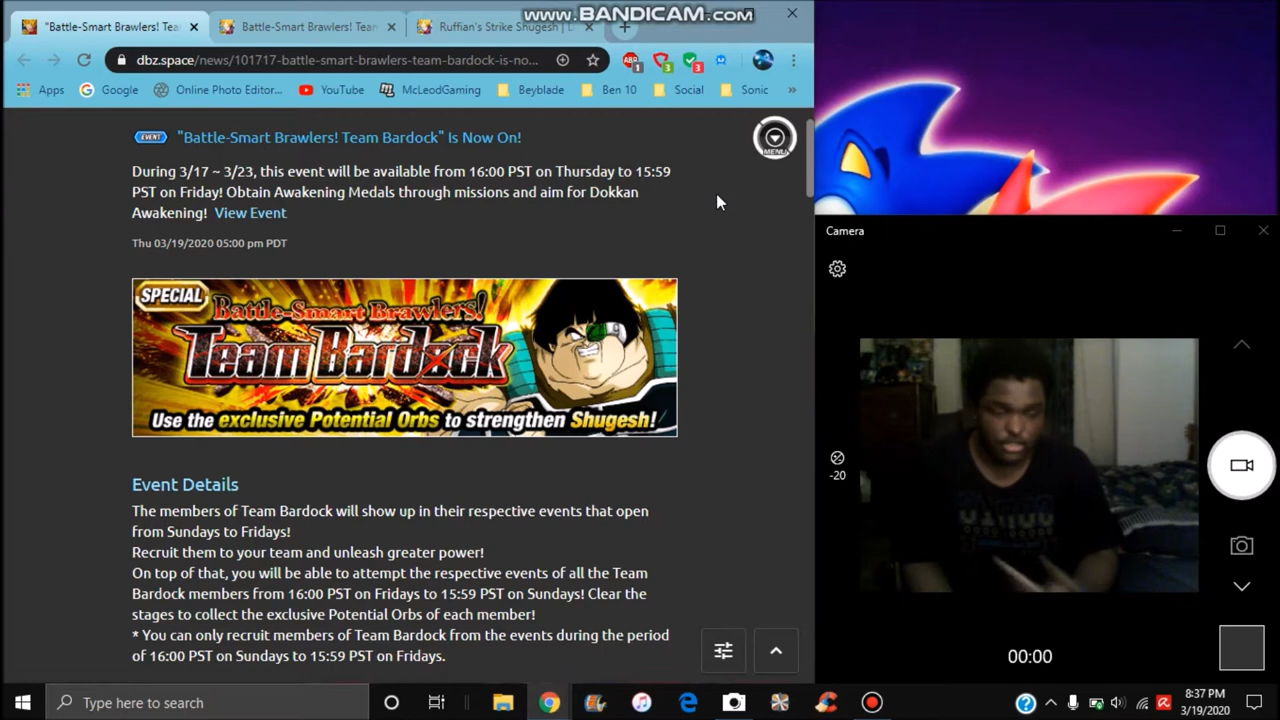 www.BANDICAM.com
"Battle-Smart Brawlers! Tea
Battle-Smart Brawlers! Team
Ruffian's Strike Shugesh | D
dbz.space/news/101717-battle-smart-brawlers-team-bardock-is-no...
ABP
1
3
3
Apps
Google
Online Photo Editor...
YouTube
McLeodGaming
Beyblade
Ben 10
Social
Sonic
»
EVENT
"Battle-Smart Brawlers! Team Bardock" Is Now On!
MENU
During 3/17 ~ 3/23, this event will be available from 16:00 PST on Thursday to 15:59
PST on Friday! Obtain Awakening Medals through missions and aim for Dokkan
Awakening! View Event
Thu 03/19/2020 05:00 pm PDT
SPECIAL
Battle-Smart Brawlers!
Team Bardock
Use the exclusive Potential Orbs to strengthen Shugesh!
Event Details
The members of Team Bardock will show up in their respective events that open
from Sundays to Fridays!
Recruit them to your team and unleash greater power!
On top of that, you will be able to attempt the respective events of all the Team
Bardock members from 16:00 PST on Fridays to 15:59 PST on Sundays! Clear the
stages to collect the exclusive Potential Orbs of each member!
* You can only recruit members of Team Bardock from the events during the period
of 16:00 PST on Sundays to 15:59 PST on Fridays.
Camera
-20
00:00
Type here to search
8:37 PM
3/19/2020